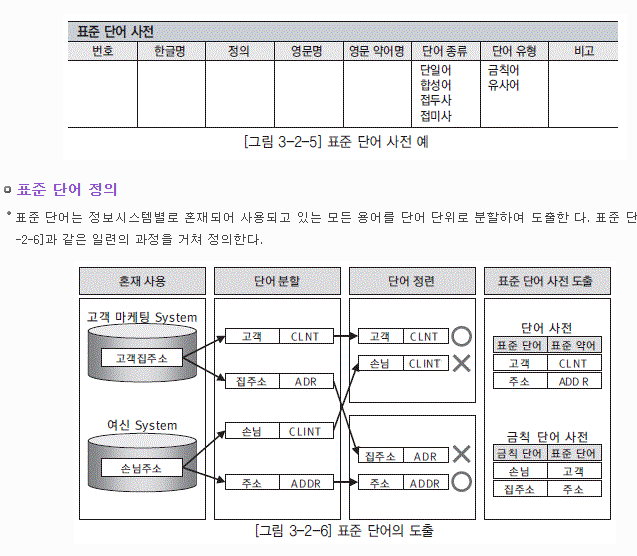 표준 단어 사전
번호 한글명 정의 영문명 영문 약어명 단어 종류 단어 유형 비고
단일어 금칙어
합성어 유사어
접두사
접미사
[그림 3-2-5] 표준 단어 사전 예
표준 단어 정의
표준 단어는 정보시스템별로 혼재되어 사용되고 있는 모든 용어를 단어 단위로 분할하여 도출한 다. 표준 단
-2-6]과 같은 일련의 과정을 거쳐 정의한다.
혼재 사용 단어 분할 단어 정련 표준 단어 사전 도출
고객 마케팅 System
고객집주소
여신 System
손님주소
고객 CLNT
집주소 ADR
손님 CLINT
주소 ADDR
고객 CLNT
손님 CLINT
집주소 ADR
주소 ADDR
단어 사전
표준 단어 표준 약어
고객 CLNT
주소 ADD R
금칙 단어 사전
금칙 단어 표준 단어
손님 고객
집주소 주소
[그림 3-2-6] 표준 단어의 도출